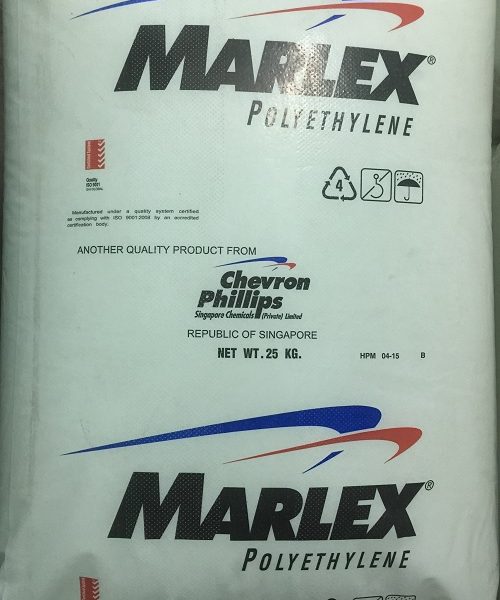 MARLEX®
POLYETHYLENE
Quality
ISO 9001
4
Manufactured under a quality system certified
as complying with ISO 9001:2008 by an accredited
certification body.
ANOTHER QUALITY PRODUCT FROM
Chevron
Phillips
Singapore Chemicals (Private) Limited
REPUBLIC OF SINGAPORE
NET WT. 25 KG.
HPM 04-15 B
MARLEX®
POLYETHYLENE